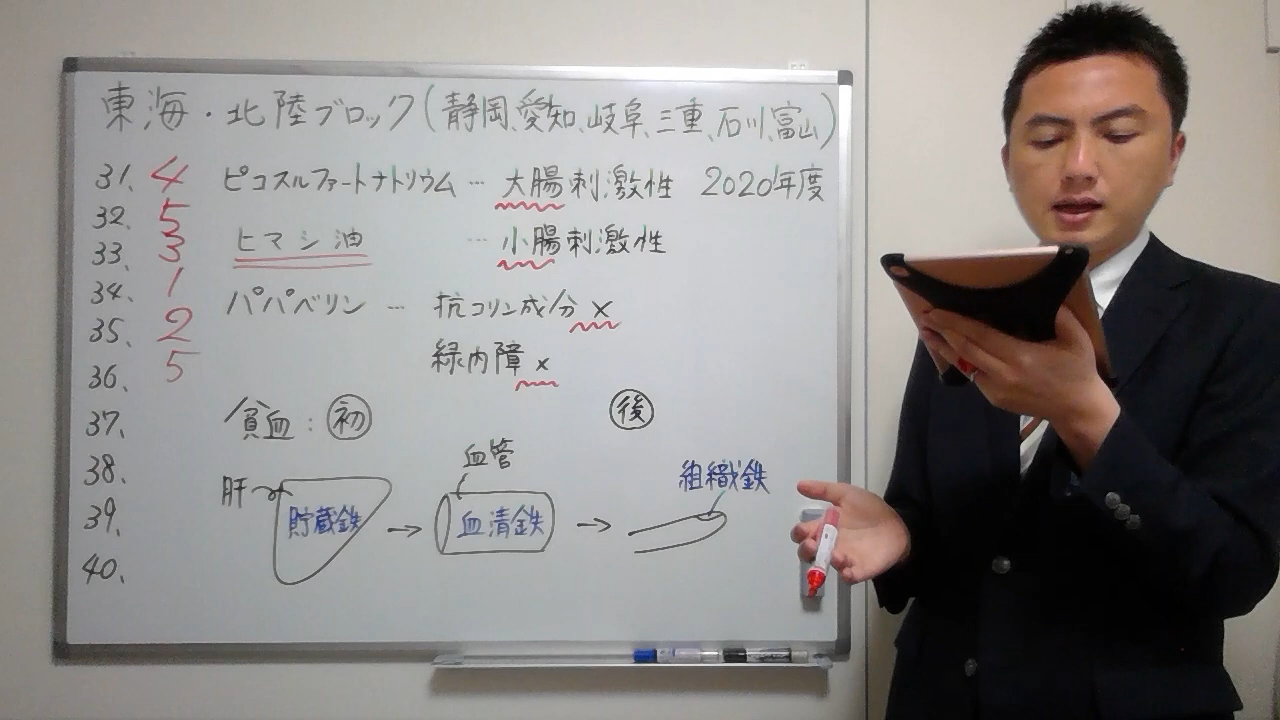 東海・北陸ブロック(静岡、愛知、岐阜、三重、石川、富山)
31. 4 ピコスルファートナトリウム … 大腸刺激性 2020年度
32. 5
33. 3 ヒマシ油 … 小腸刺激性
34. 1 パパベリン … 抗コリン成分 ×
35. 2
緑内障 ×
36. 5
37. 貧血:初 後
38. 血管
肝 組織鉄
39. 貯蔵鉄 → 血清鉄 →
40.